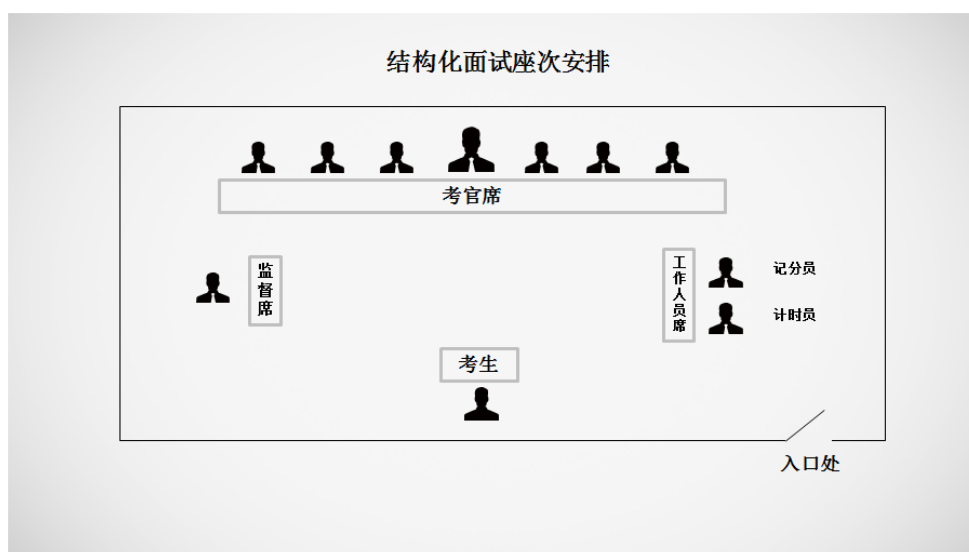 结构化面试座次安排
考官席
监督席
工作人员席
记分员
计时员
考生
入口处